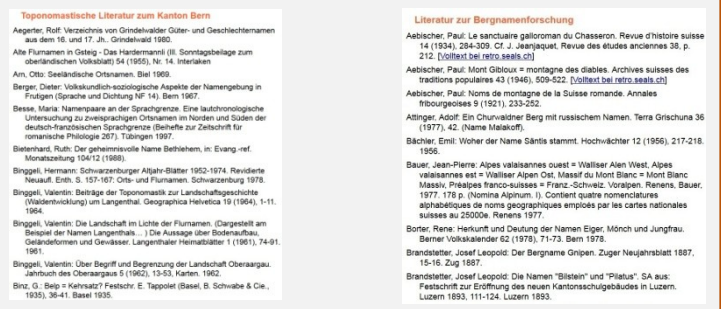 Toponomastische Literatur zum Kanton Bern
Aegerter, Rolf: Verzeichnis von Grindelwalder Güter- und Geschlechternamen
aus dem 16. und 17. Jh.. Grindelwald 1980.
Alte Flurnamen in Gsteig - Das Hardermannli (Ill. Sonntagsbeilage zum
oberländischen Volksblatt) 54 (1955), Nr. 14. Interlaken
Arn, Otto: Seeländische Ortsnamen. Biel 1969.
Berger, Dieter: Volkskundlich-soziologische Aspekte der Namengebung in
Frutigen (Sprache und Dichtung NF 14). Bern 1967.
Besse, Maria: Namenpaare an der Sprachgrenze. Eine lautchronologische
Untersuchung zu zweisprachigen Ortsnamen im Norden und Süden der
deutsch-französischen Sprachgrenze (Beihefte zur Zeitschrift für
romanische Philologie 267). Tübingen 1997.
Bietenhard, Ruth: Der geheimnisvolle Name Bethlehem, in: Evang.-ref.
Monatszeitung 104/12 (1988).
Binggeli, Hermann: Schwarzenburger Altjahr-Blätter 1952-1974. Revidierte
Neuaufl. Enth. S. 157-167: Orts- und Flurnamen. Schwarzenburg 1978.
Binggeli, Valentin: Beiträge der Toponomastik zur Landschaftsgeschichte
(Waldentwicklung) um Langenthal. Geographica Helvetica 19 (1964), 1-11.
1964.
Binggeli, Valentin: Die Landschaft im Lichte der Flurnamen. (Dargestellt am
Beispiel der Namen Langenthals... ) Die Aussage über Bodenaufbau,
Geländeformen und Gewässer. Langenthaler Heimatblätter 1 (1961), 74-91.
1961.
Binggeli, Valentin: Über Begriff und Begrenzung der Landschaft Oberaargau.
Jahrbuch des Oberaargaus 5 (1962), 13-53, Karten. 1962.
Binz, G.: Belp = Kehrsatz? Festschr. E. Tappolet (Basel, B. Schwabe & Cie.,
1935), 36-41. Basel 1935.
Literatur zur Bergnamenforschung
Aebischer, Paul: Le sanctuaire galloroman du Chasseron. Revue d'histoire suisse
14 (1934), 284-309. Cf. J. Jeanjaquet, Revue des études anciennes 38, p.
212. [Volltext bei retro.seals.ch]
Aebischer, Paul: Mont Gibloux = montagne des diables. Archives suisses des
traditions populaires 43 (1946), 509-522. [Volltext bei retro.seals.ch]
Aebischer, Paul: Noms de montagne de la Suisse romande. Annales
fribourgeoises 9 (1921), 233-252.
Attinger, Adolf: Ein Churwaldner Berg mit russischem Namen. Terra Grischuna 36
(1977), 42. (Name Malakoff).
Bächler, Emil: Woher der Name Säntis stammt. Hochwächter 12 (1956), 217-218.
1956.
Bauer, Jean-Pierre: Alpes valaisannes ouest = Walliser Alen West, Alpes
valaisannes est = Walliser Alpen Ost, Massif du Mont Blanc = Mont Blanc
Massiv, Préalpes franco-suisses = Franz.-Schweiz. Voralpen. Renens, Bauer,
1977. 178 p. (Nomina Alpinum. I). Contient quatre nomenclatures
alphabétiques de noms geographiques emploés par les cartes nationales
suisses au 25000e. Renens 1977.
Borter, Rene: Herkunft und Deutung der Namen Eiger, Mönch und Jungfrau.
Berner Volkskalender 62 (1978), 71-73. Bern 1978.
Brandstetter, Josef Leopold: Der Bergname Gnipen. Zuger Neujahrsblatt 1887,
15-16. Zug 1887.
Brandstetter, Josef Leopold: Die Namen "Bilstein" und "Pilatus". SA aus:
Festschrift zur Eröffnung des neuen Kantonsschulgebäudes in Luzern.
Luzern 1893, 111-124. Luzern 1893.